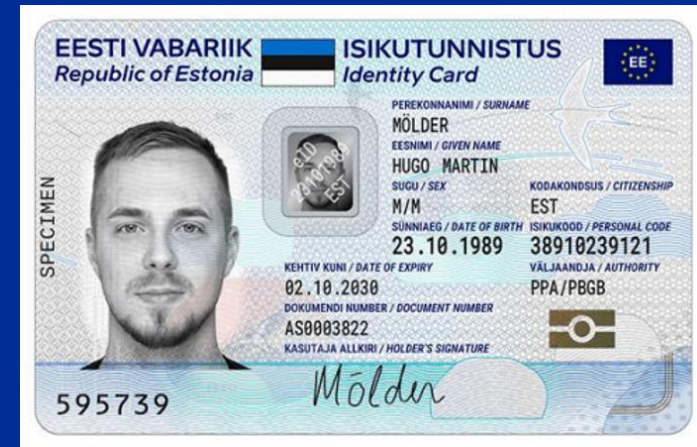 EESTI VABARIIK ISIKUTUNNISTUS
Republic of Estonia Identity Card
EE
PEREKONNANIMI / SURNAME
MÖLDER
EESNIMI / GIVEN NAME
HUGO MARTIN
SUGU / SEX KODAKONDSUS / CITIZENSHIP
M/M EST
SÜNNIAEG / DATE OF BIRTH ISIKUKOOD / PERSONAL CODE
23.10.1989 38910239121
KEHTIV KUNI / DATE OF EXPIRY VÄLJAANDJA / AUTHORITY
02.10.2030 PPA/PBGB
DOKUMENDI NUMBER / DOCUMENT NUMBER
AS0003822
KASUTAJA ALLKIRI / HOLDER'S SIGNATURE
Mölder
SPECIMEN
eID
23101989
EST
595739